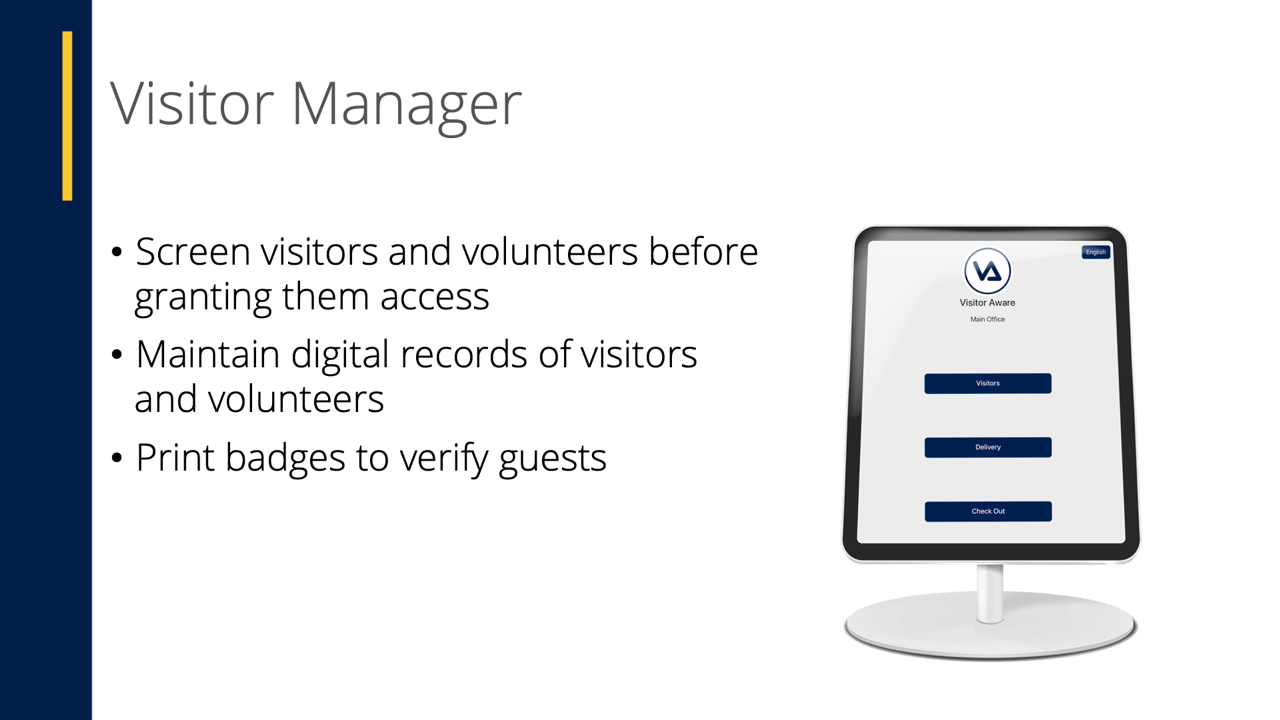 Visitor Manager
• Screen visitors and volunteers before
granting them access
• Maintain digital records of visitors
and volunteers
• Print badges to verify guests
English
VA
Visitor Aware
Main Office
Visitors
Delivery
Check Out